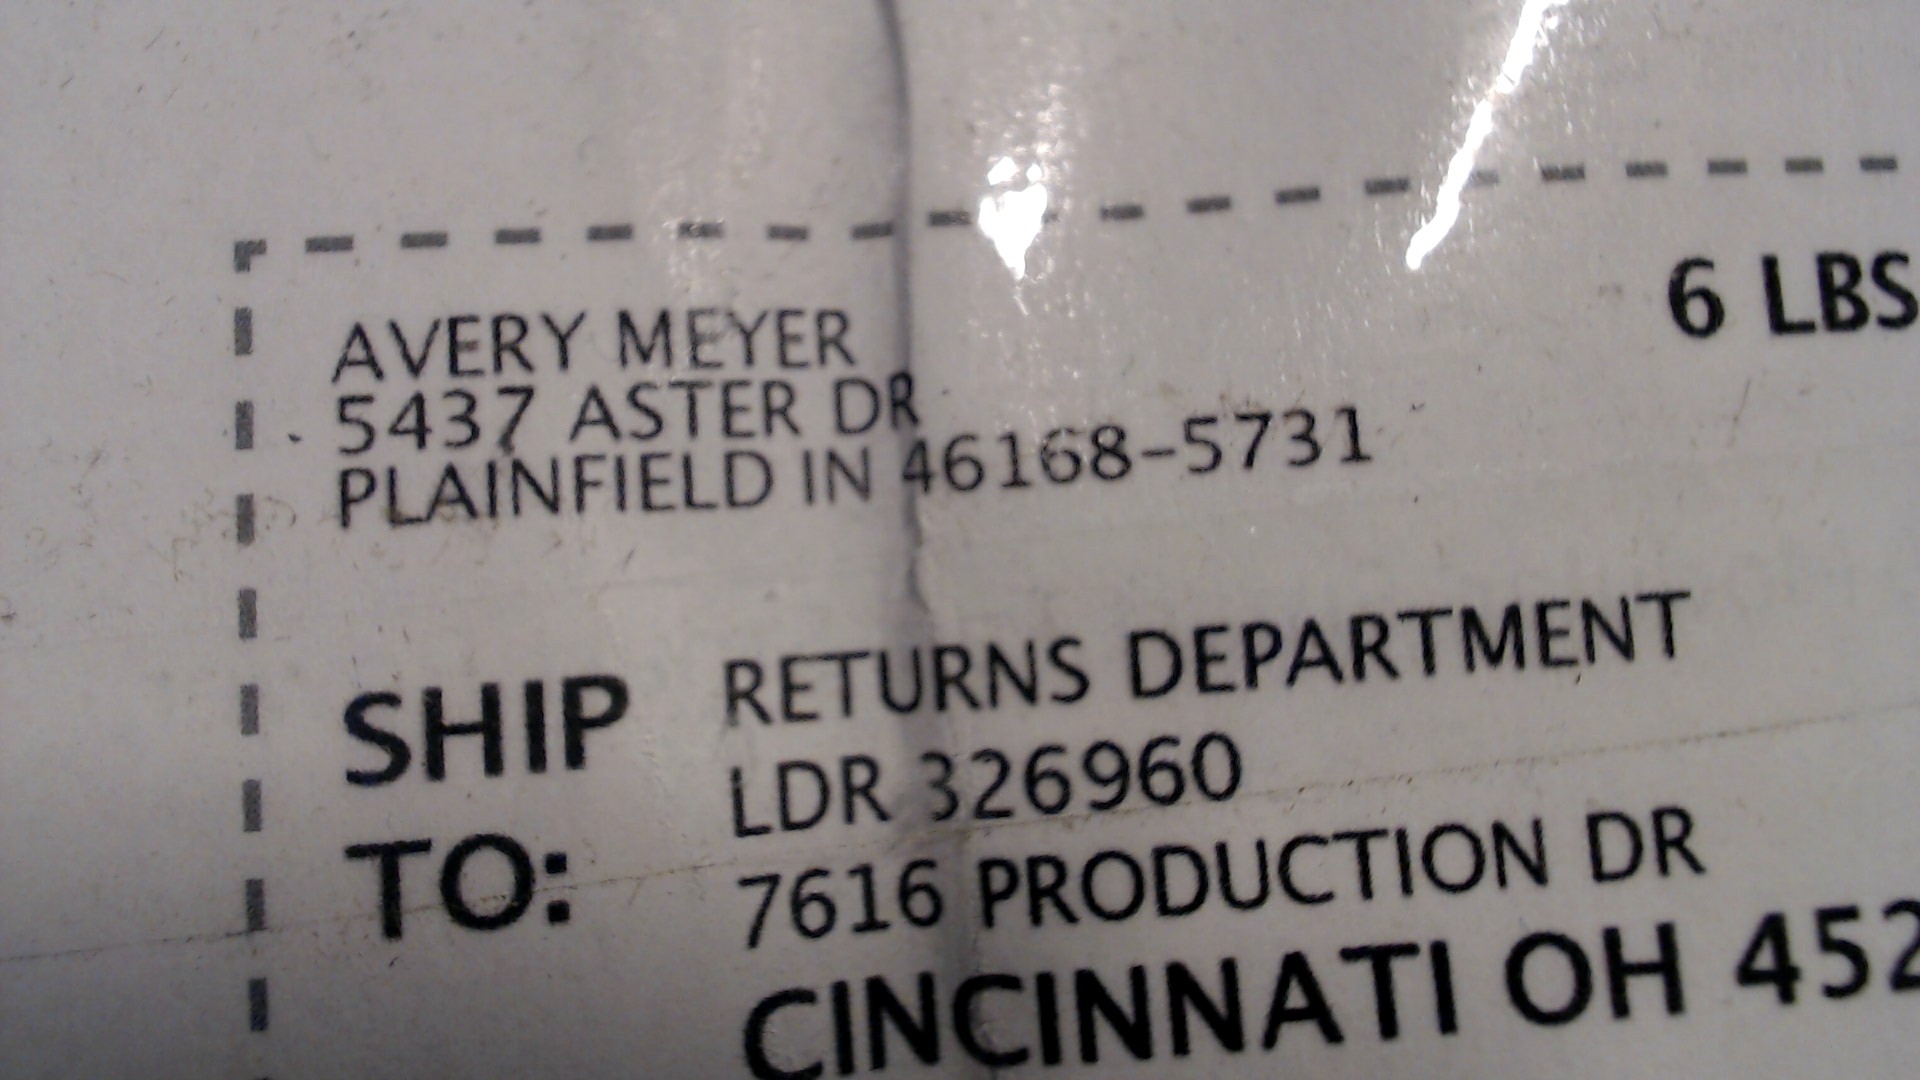 6 LBS
AVERY MEYER
5437 ASTER DR
PLAINFIELD IN 46168-5731
SHIP TO:
RETURNS DEPARTMENT
LDR 326960
7616 PRODUCTION DR
CINCINNATI OH 452